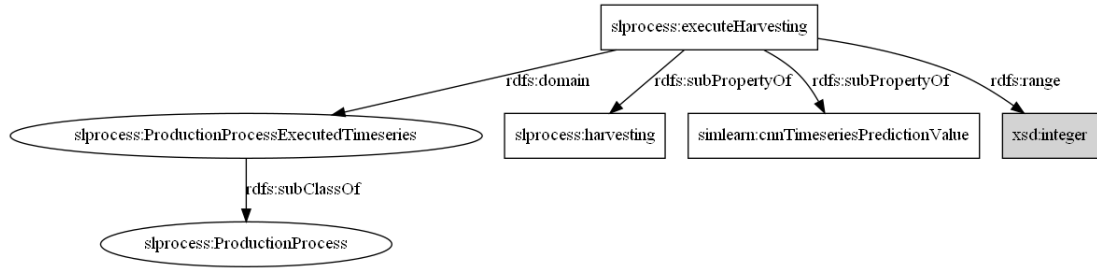 slprocess:executeHarvesting
rdfs:domain
rdfs:subPropertyOf
rdfs:subPropertyOf
rdfs:range
slprocess:ProductionProcessExecutedTimeseries
slprocess:harvesting
simlearn:cnnTimeseriesPredictionValue
xsd:integer
rdfs:subClassOf
slprocess:ProductionProcess